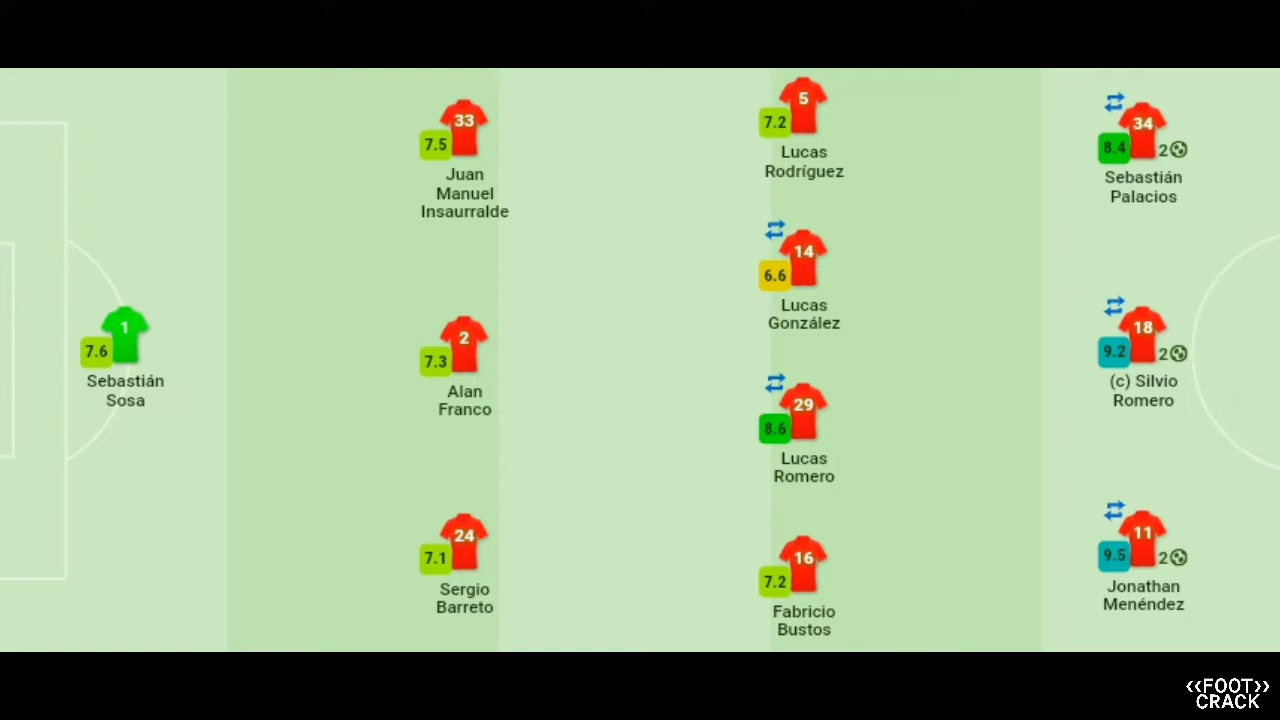 1
7.6
Sebastián
Sosa
33
7.5
Juan
Manuel
Insaurralde
2
7.3
Alan
Franco
24
7.1
Sergio
Barreto
5
7.2
Lucas
Rodríguez
14
6.6
Lucas
González
29
8.6
Lucas
Romero
16
7.2
Fabricio
Bustos
34
8.4
2
Sebastián
Palacios
18
9.2
2
(c) Silvio
Romero
11
9.5
2
Jonathan
Menéndez
‹‹FOOT››
CRACK